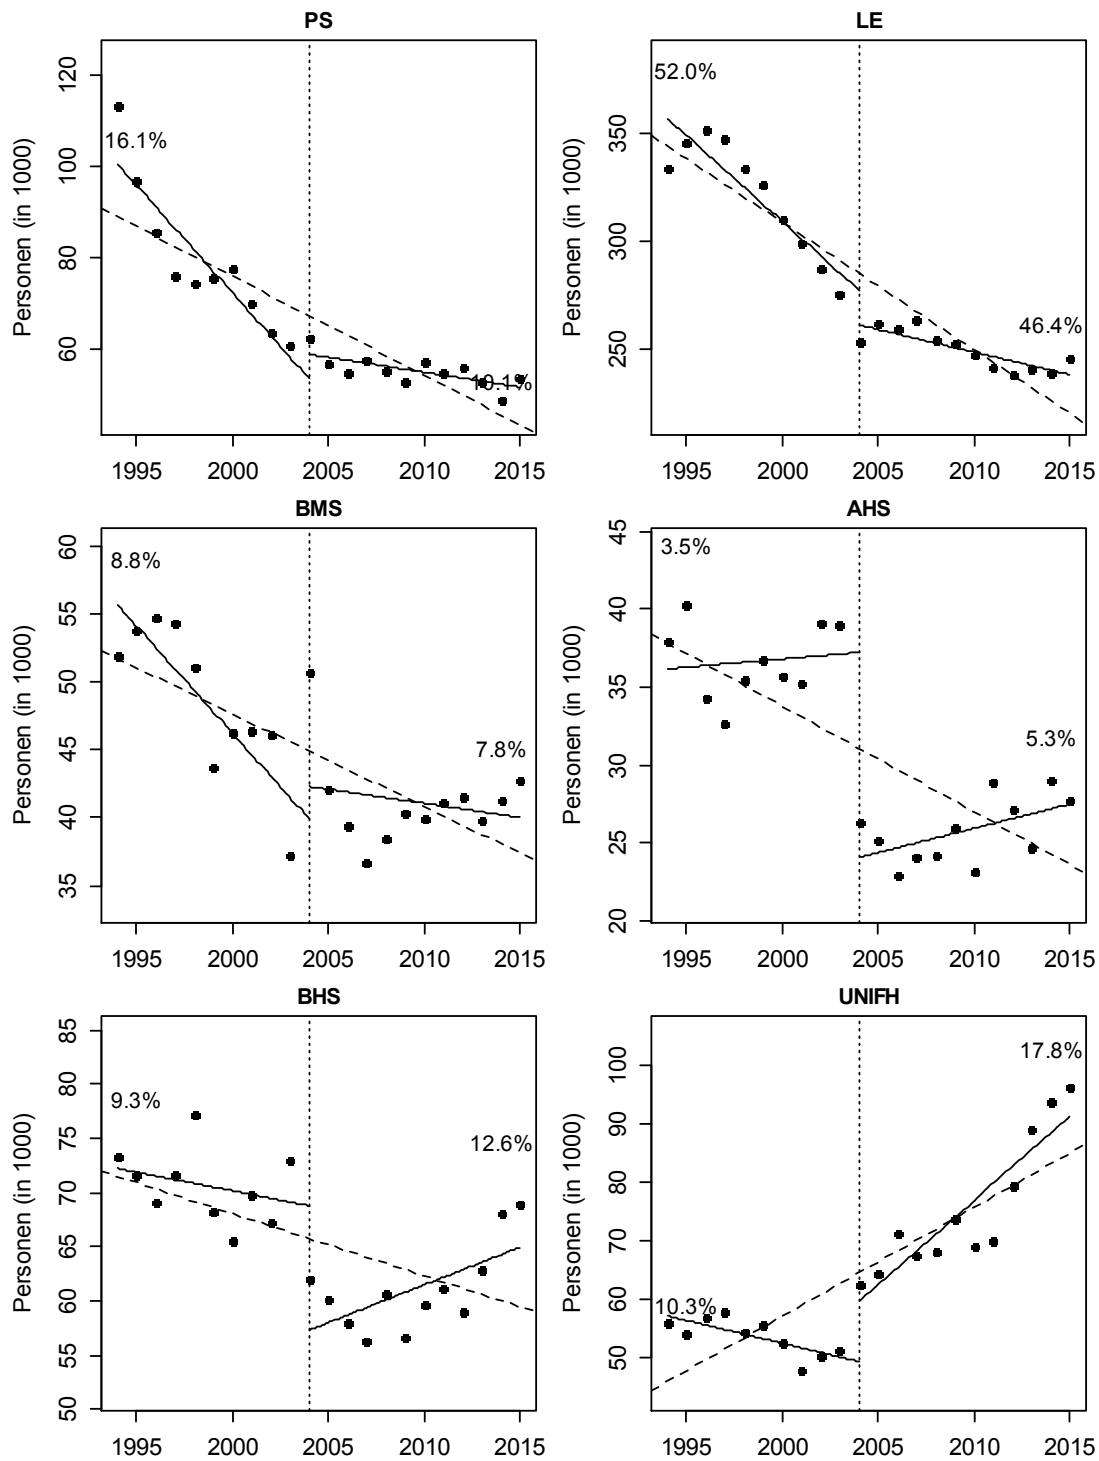 PS
Personen (in 1000)
120
100
80
60
16.1%
10.1%
1995 2000 2005 2010 2015
LE
Personen (in 1000)
350
300
250
52.0%
46.4%
1995 2000 2005 2010 2015
BMS
Personen (in 1000)
60
55
50
45
40
35
8.8%
7.8%
1995 2000 2005 2010 2015
AHS
Personen (in 1000)
45
40
35
30
25
20
3.5%
5.3%
1995 2000 2005 2010 2015
BHS
Personen (in 1000)
85
80
75
70
65
60
55
50
9.3%
12.6%
1995 2000 2005 2010 2015
UNIFH
Personen (in 1000)
100
90
80
70
60
50
10.3%
17.8%
1995 2000 2005 2010 2015